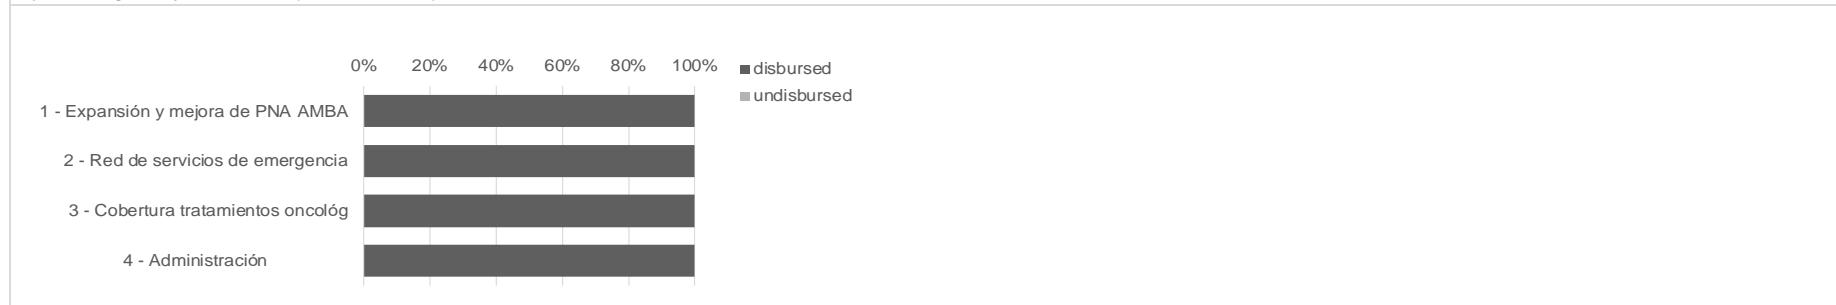 0% 20% 40% 60% 80% 100%
disbursed
undisbursed
1 - Expansión y mejora de PNA AMBA
2 - Red de servicios de emergencia
3 - Cobertura tratamientos oncológ
4 - Administración